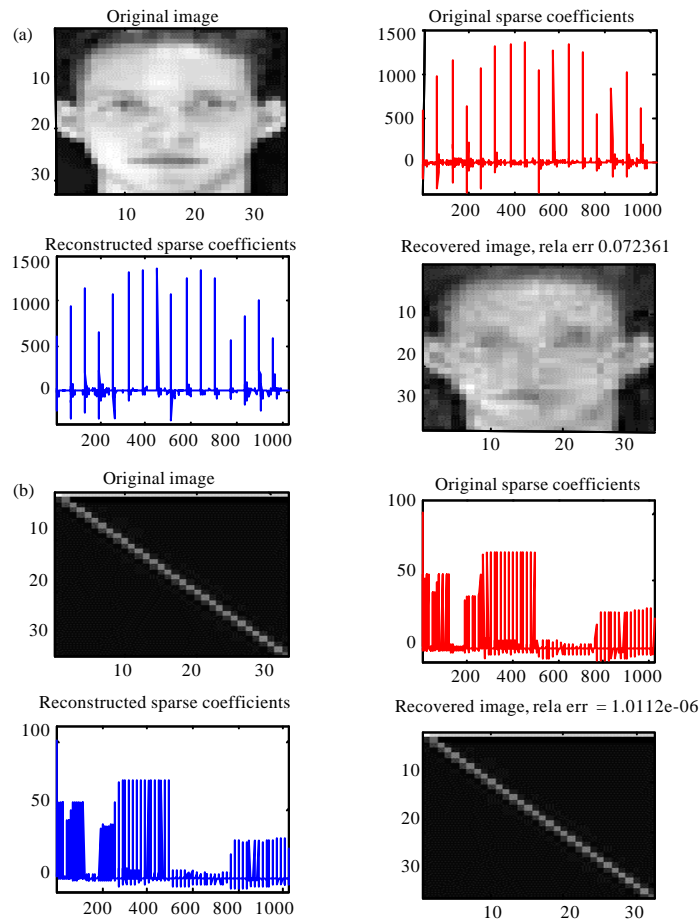 (a)
Original image
10
20
30
10 20 30
Original sparse coefficients
1500
1000
500
0
200 400 600 800 1000
Reconstructed sparse coefficients
1500
1000
500
0
200 400 600 800 1000
Recovered image, rela err 0.072361
10
20
30
10 20 30
(b)
Original image
10
20
30
10 20 30
Original sparse coefficients
100
50
0
200 400 600 800 1000
Reconstructed sparse coefficients
100
50
0
200 400 600 800 1000
Recovered image, rela err = 1.0112e-06
10
20
30
10 20 30